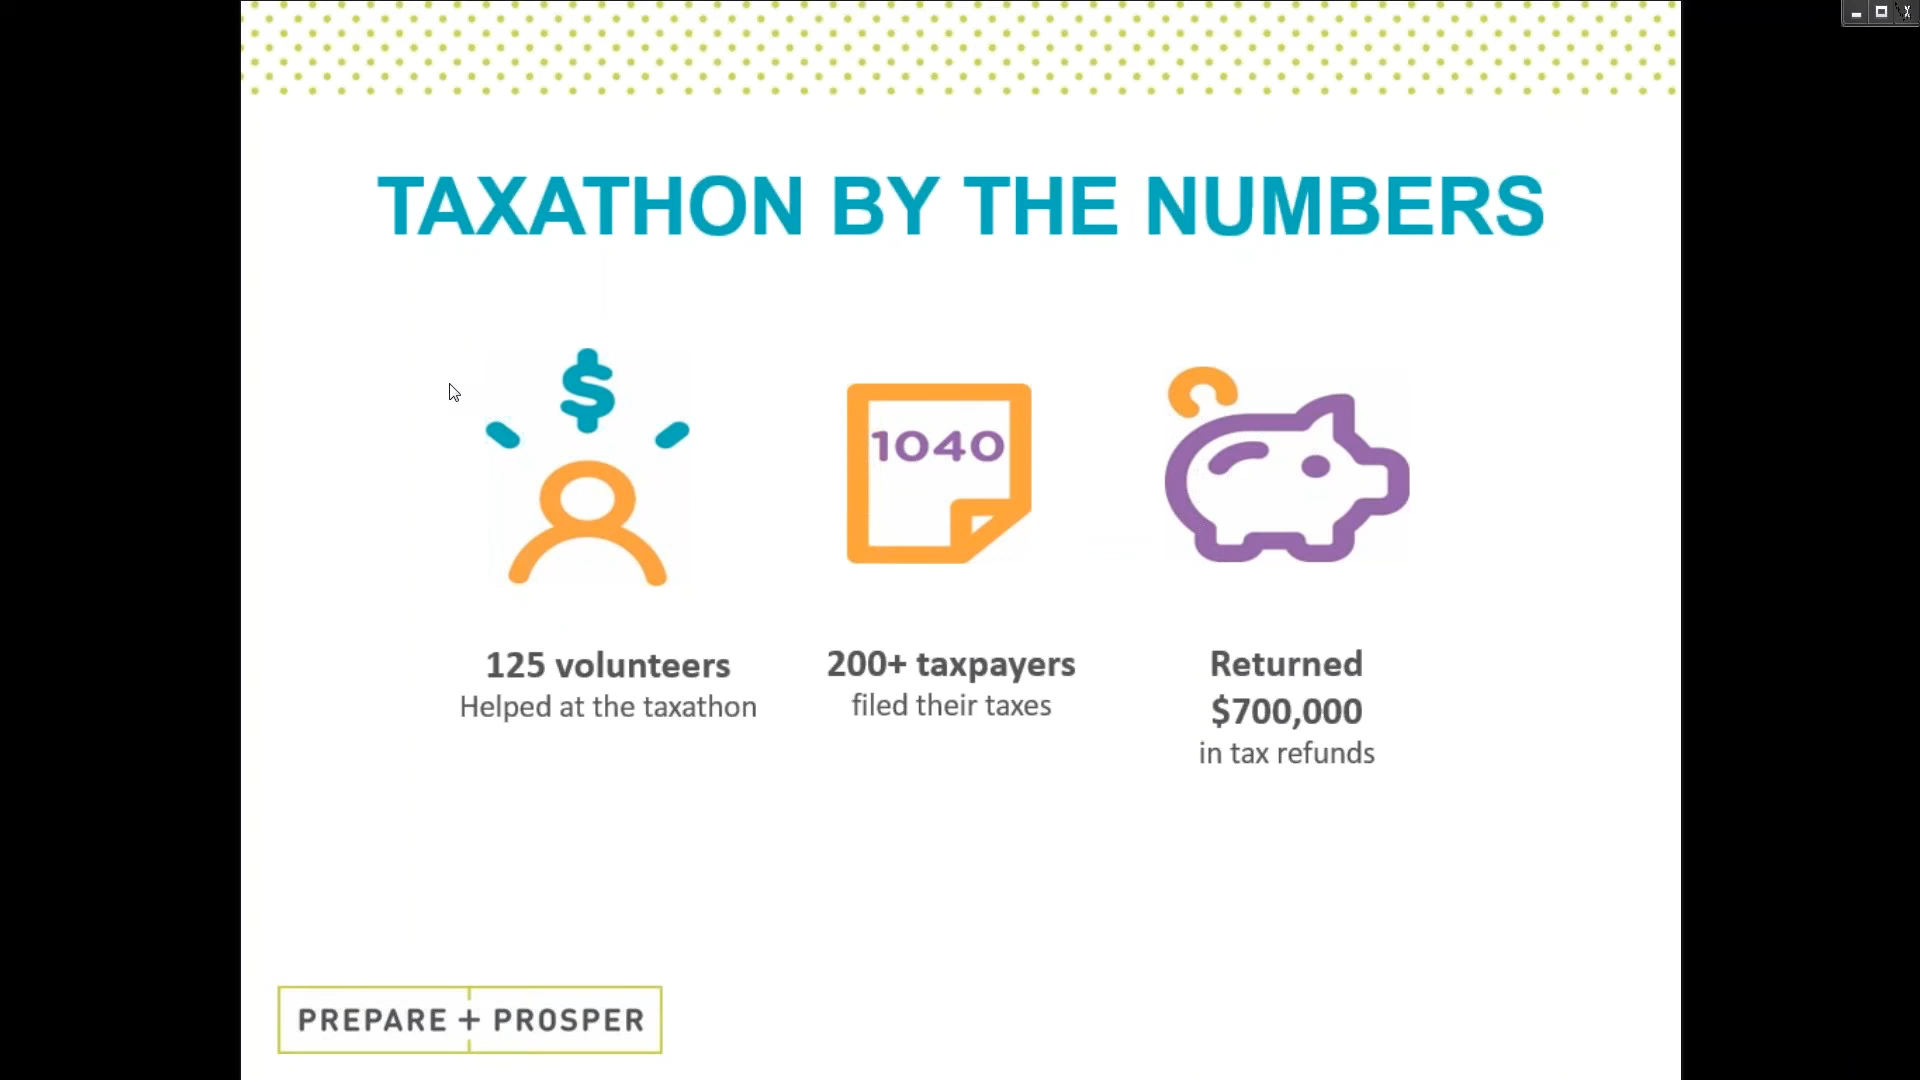 TAXATHON BY THE NUMBERS
$
1040
125 volunteers
Helped at the taxathon
200+ taxpayers
filed their taxes
Returned
$700,000
in tax refunds
PREPARE + PROSPER